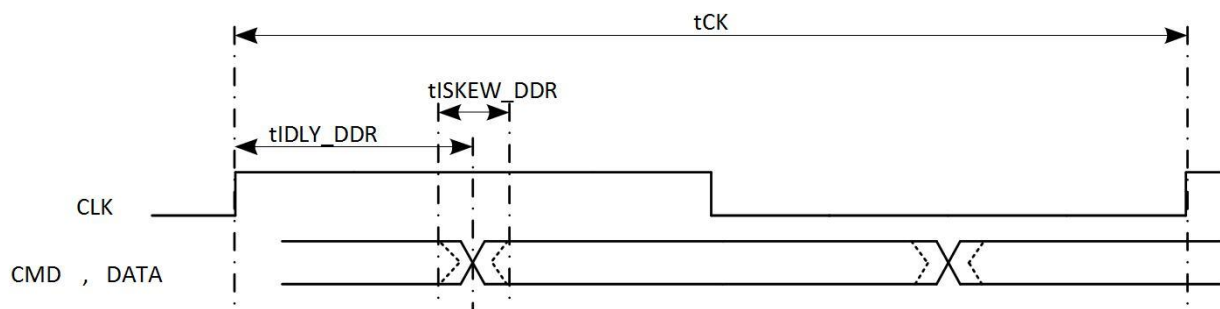 tCK
tISKEW_DDR
tIDLY_DDR
CLK
CMD , DATA